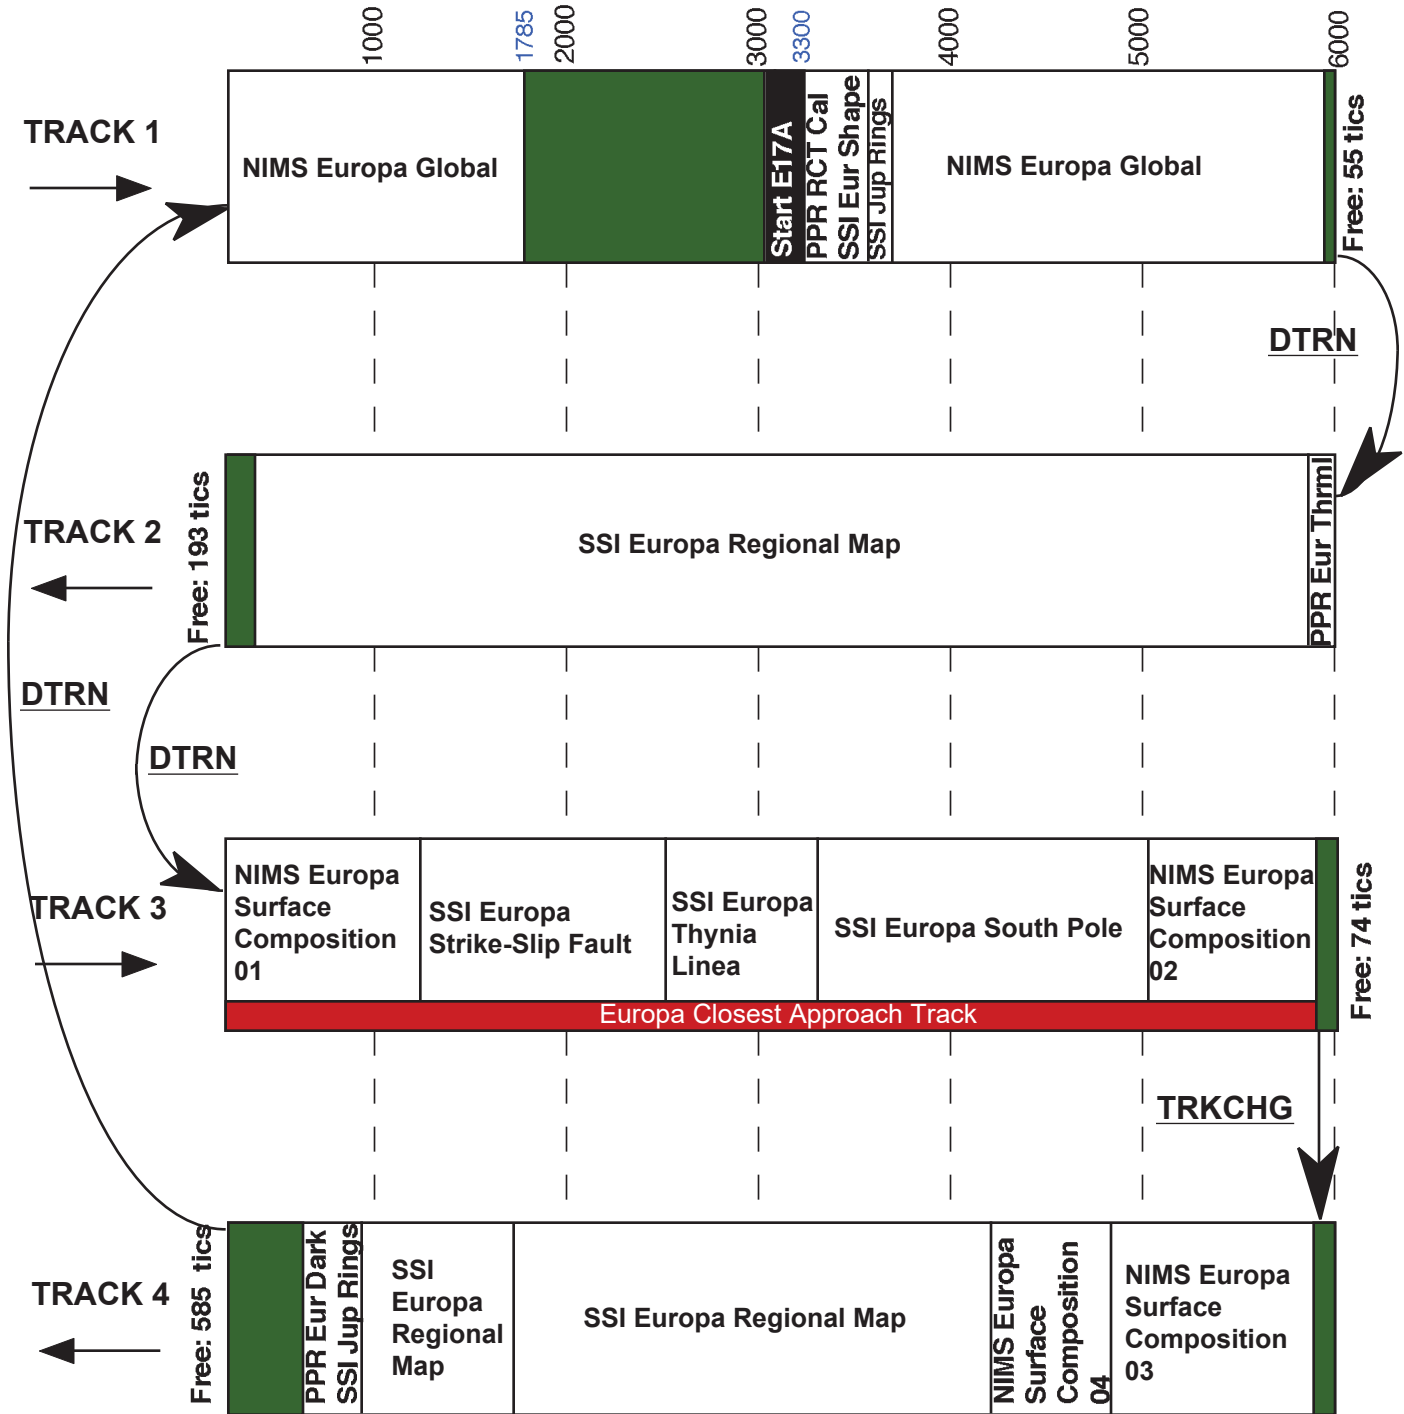 1000
1785
2000
3000
3300
4000
5000
6000
TRACK 1
NIMS Europa Global
Start E17A
PPR RCT Cal
SSI Eur Shape
SSI Jup Rings
NIMS Europa Global
Free: 55 tics
DTRN
TRACK 2
Free: 193 tics
SSI Europa Regional Map
PPR Eur Thrml
DTRN
DTRN
TRACK 3
NIMS Europa
Surface
Composition
01
SSI Europa
Strike-Slip Fault
SSI Europa
Thynia
Linea
SSI Europa South Pole
NIMS Europa
Surface
Composition
02
Free: 74 tics
Europa Closest Approach Track
TRKCHG
TRACK 4
Free: 585 tics
PPR Eur Dark
SSI Jup Rings
SSI
Europa
Regional
Map
SSI Europa Regional Map
NIMS Europa
Surface
Composition
04
NIMS Europa
Surface
Composition
03